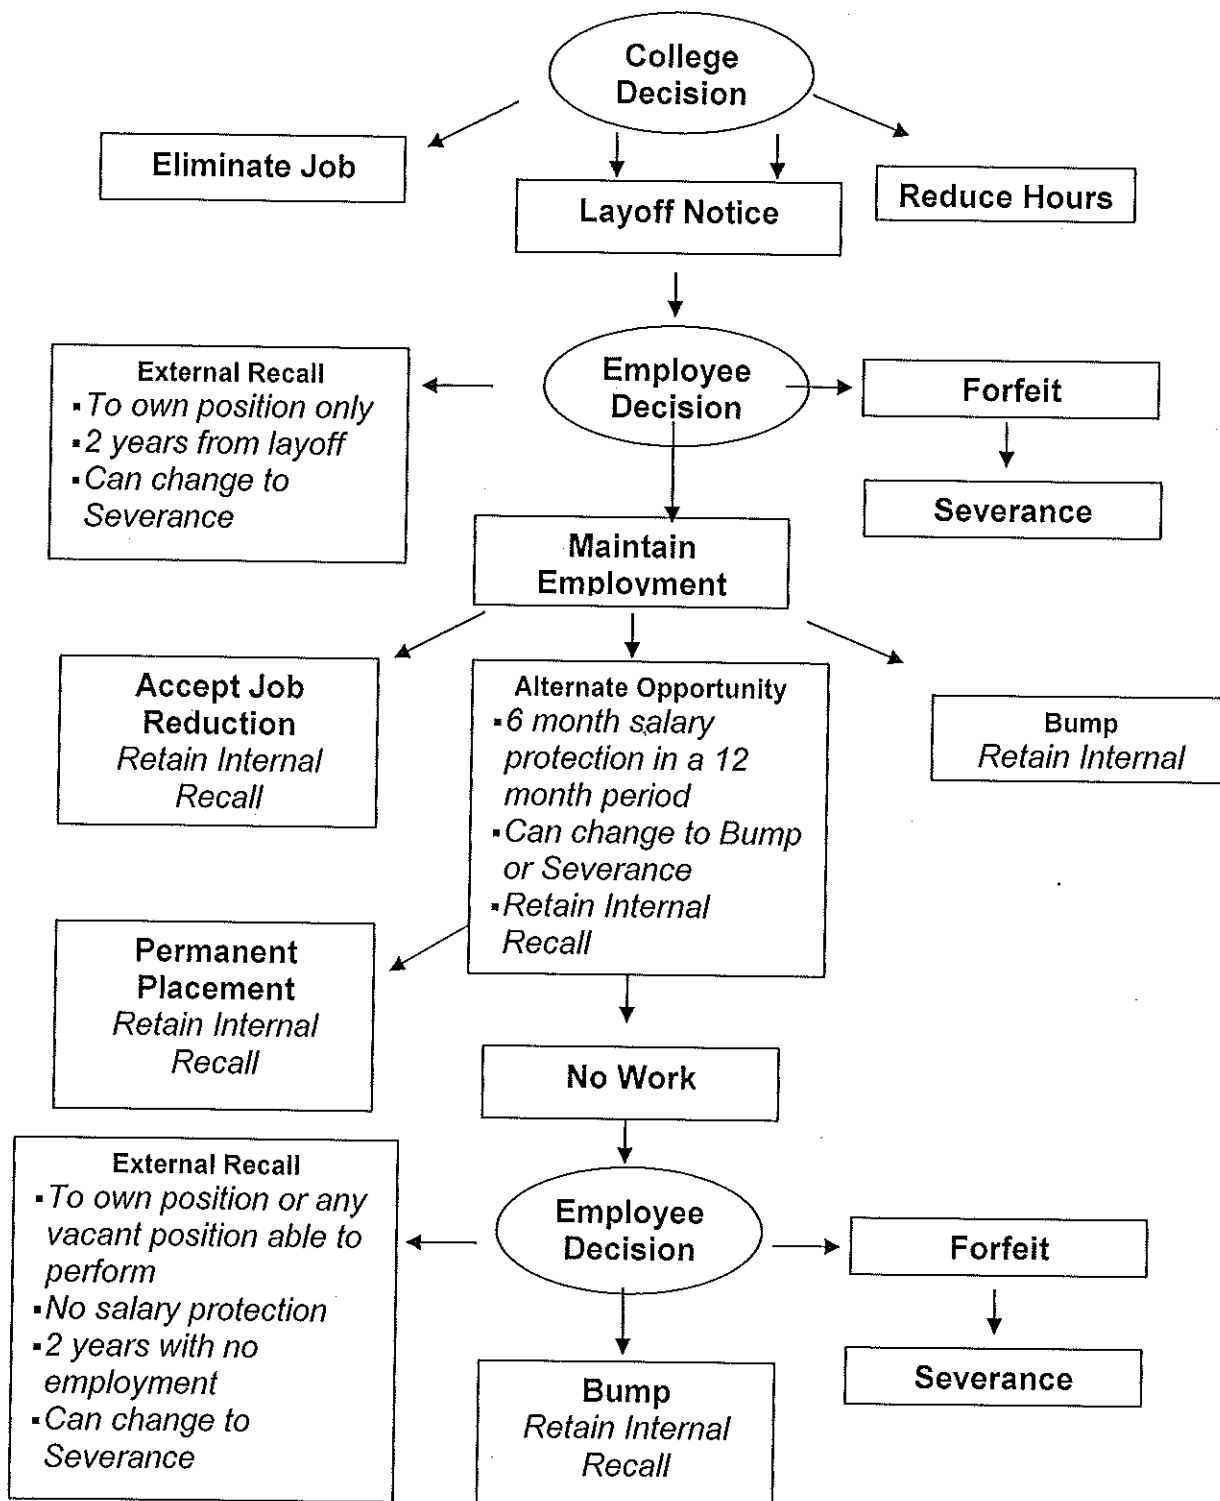 College
Decision
Eliminate Job
Layoff Notice
Reduce Hours
External Recall
▪To own position only
▪2 years from layoff
▪Can change to
Severance
Employee
Decision
Forfeit
Severance
Maintain
Employment
Accept Job
Reduction
Retain Internal
Recall
Alternate Opportunity
▪6 month salary
protection in a 12
month period
▪Can change to Bump
or Severance
▪Retain Internal
Recall
Bump
Retain Internal
Permanent
Placement
Retain Internal
Recall
No Work
External Recall
▪To own position or any
vacant position able to
perform
▪No salary protection
▪2 years with no
employment
▪Can change to
Severance
Employee
Decision
Forfeit
Severance
Bump
Retain Internal
Recall